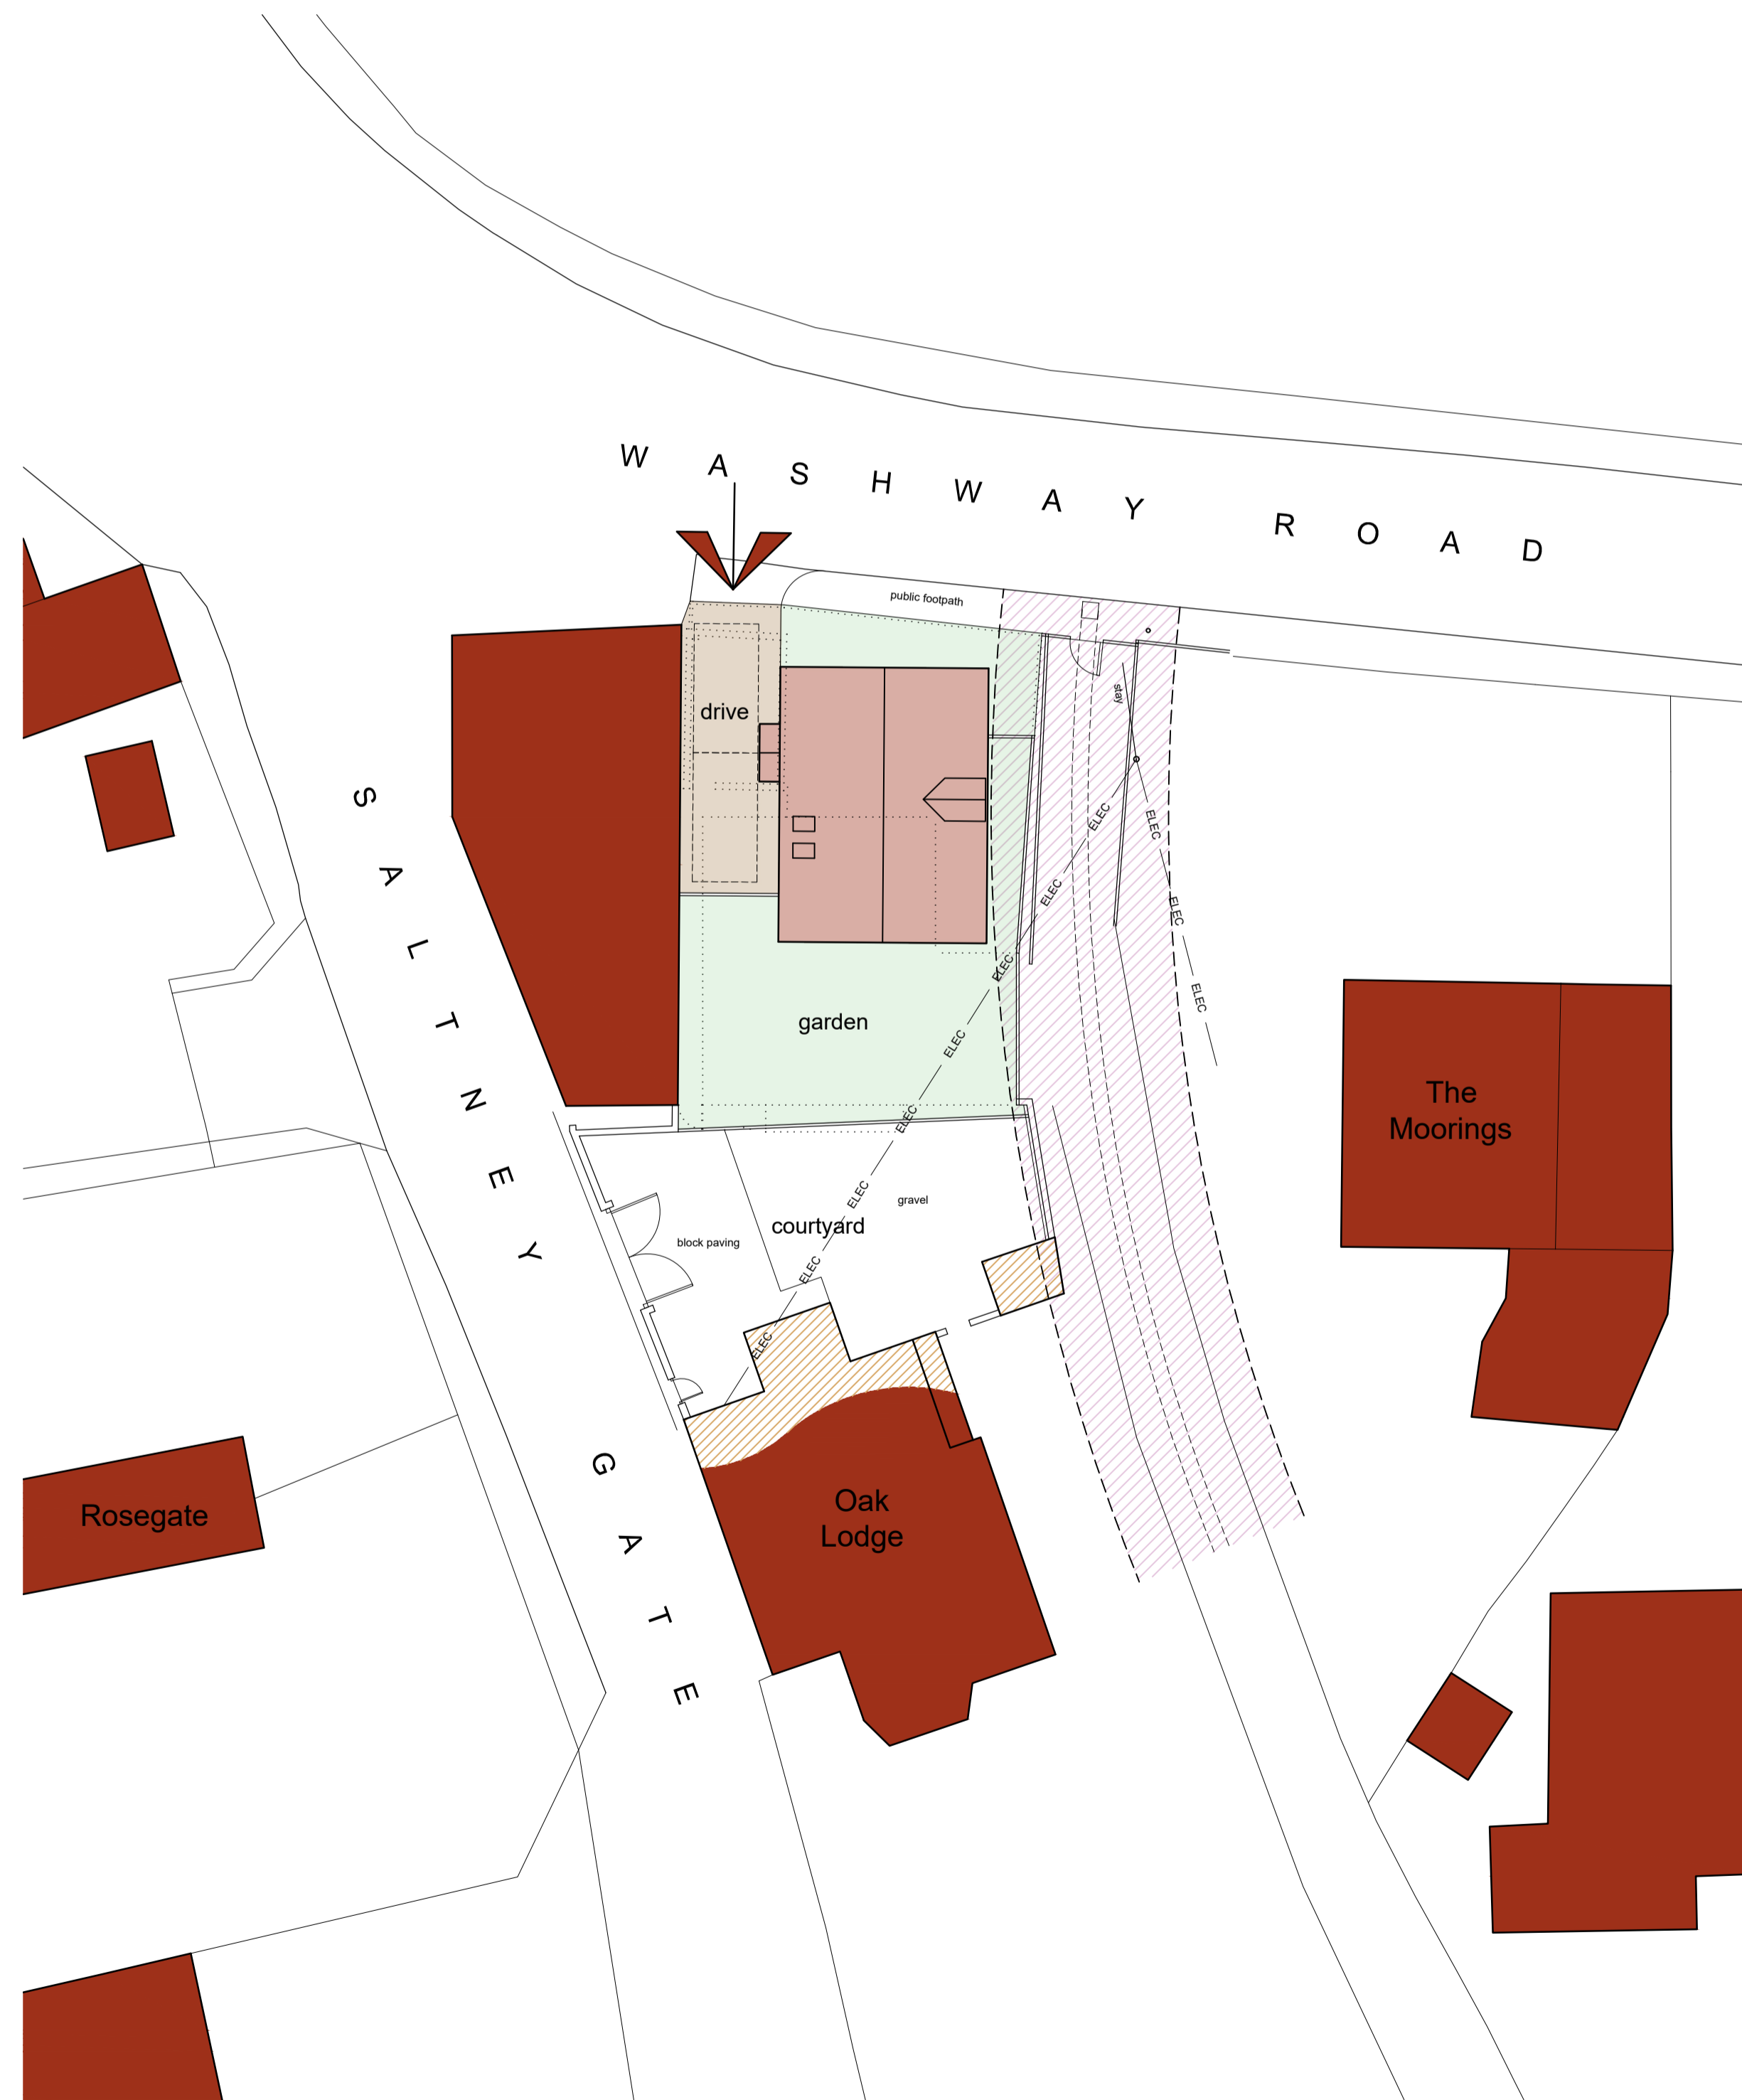 WASHWAY ROAD
public footpath
drive
stay
SALTNEY GATE
ELEC
ELEC
ELEC
ELEC
ELEC
ELEC
ELEC
ELEC
ELEC
ELEC
ELEC
garden
The
Moorings
gravel
courtyard
block paving
Oak
Lodge
Rosegate